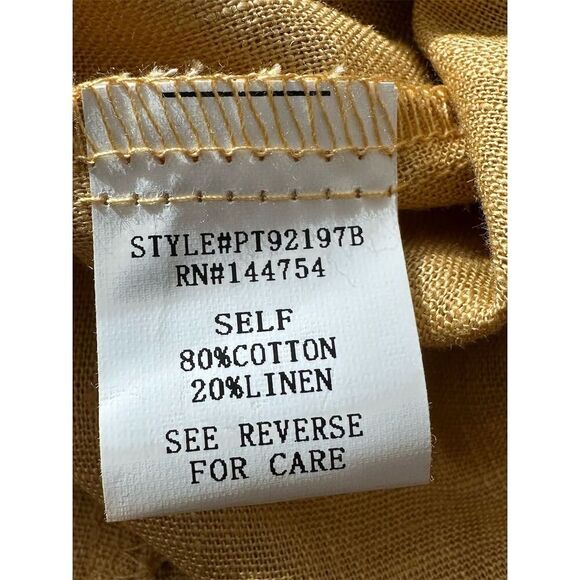 STYLE#PT92197B
RN#144754
SELF
80%COTTON
20%LINEN
SEE REVERSE
FOR CARE